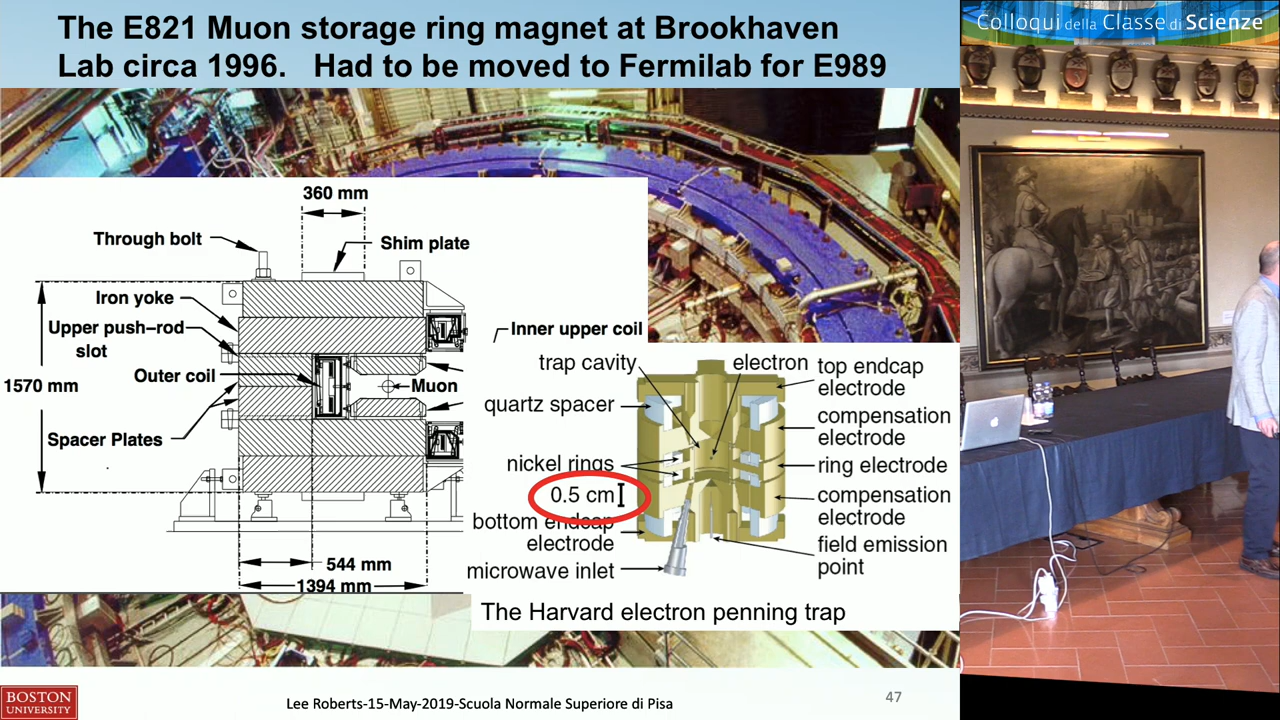 The E821 Muon storage ring magnet at Brookhaven
Lab circa 1996. Had to be moved to Fermilab for E989
Colloqui della Classe di Scienze
360 mm
Through bolt
Shim plate
Iron yoke
Upper push–rod
slot
Outer coil
1570 mm
Spacer Plates
Inner upper coil
Muon
544 mm
1394 mm
trap cavity
electron
top endcap
electrode
quartz spacer
compensation
electrode
nickel rings
ring electrode
0.5 cm
compensation
electrode
bottom endcap
electrode
field emission
point
microwave inlet
The Harvard electron penning trap
BOSTON
UNIVERSITY
Lee Roberts-15-May-2019-Scuola Normale Superiore di Pisa
47